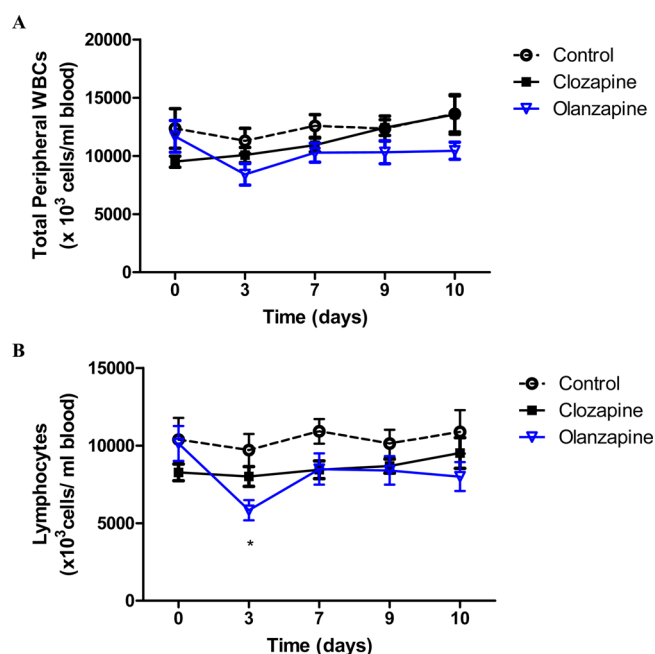 A
Total Peripheral WBCs
(x 10³ cells/ml blood)
20000
15000
10000
5000
0
0 3 7 9 10
Time (days)
Control
Clozapine
Olanzapine
B
Lymphocytes
(x10³cells/ ml blood)
15000
10000
5000
0
*
0 3 7 9 10
Time (days)
Control
Clozapine
Olanzapine